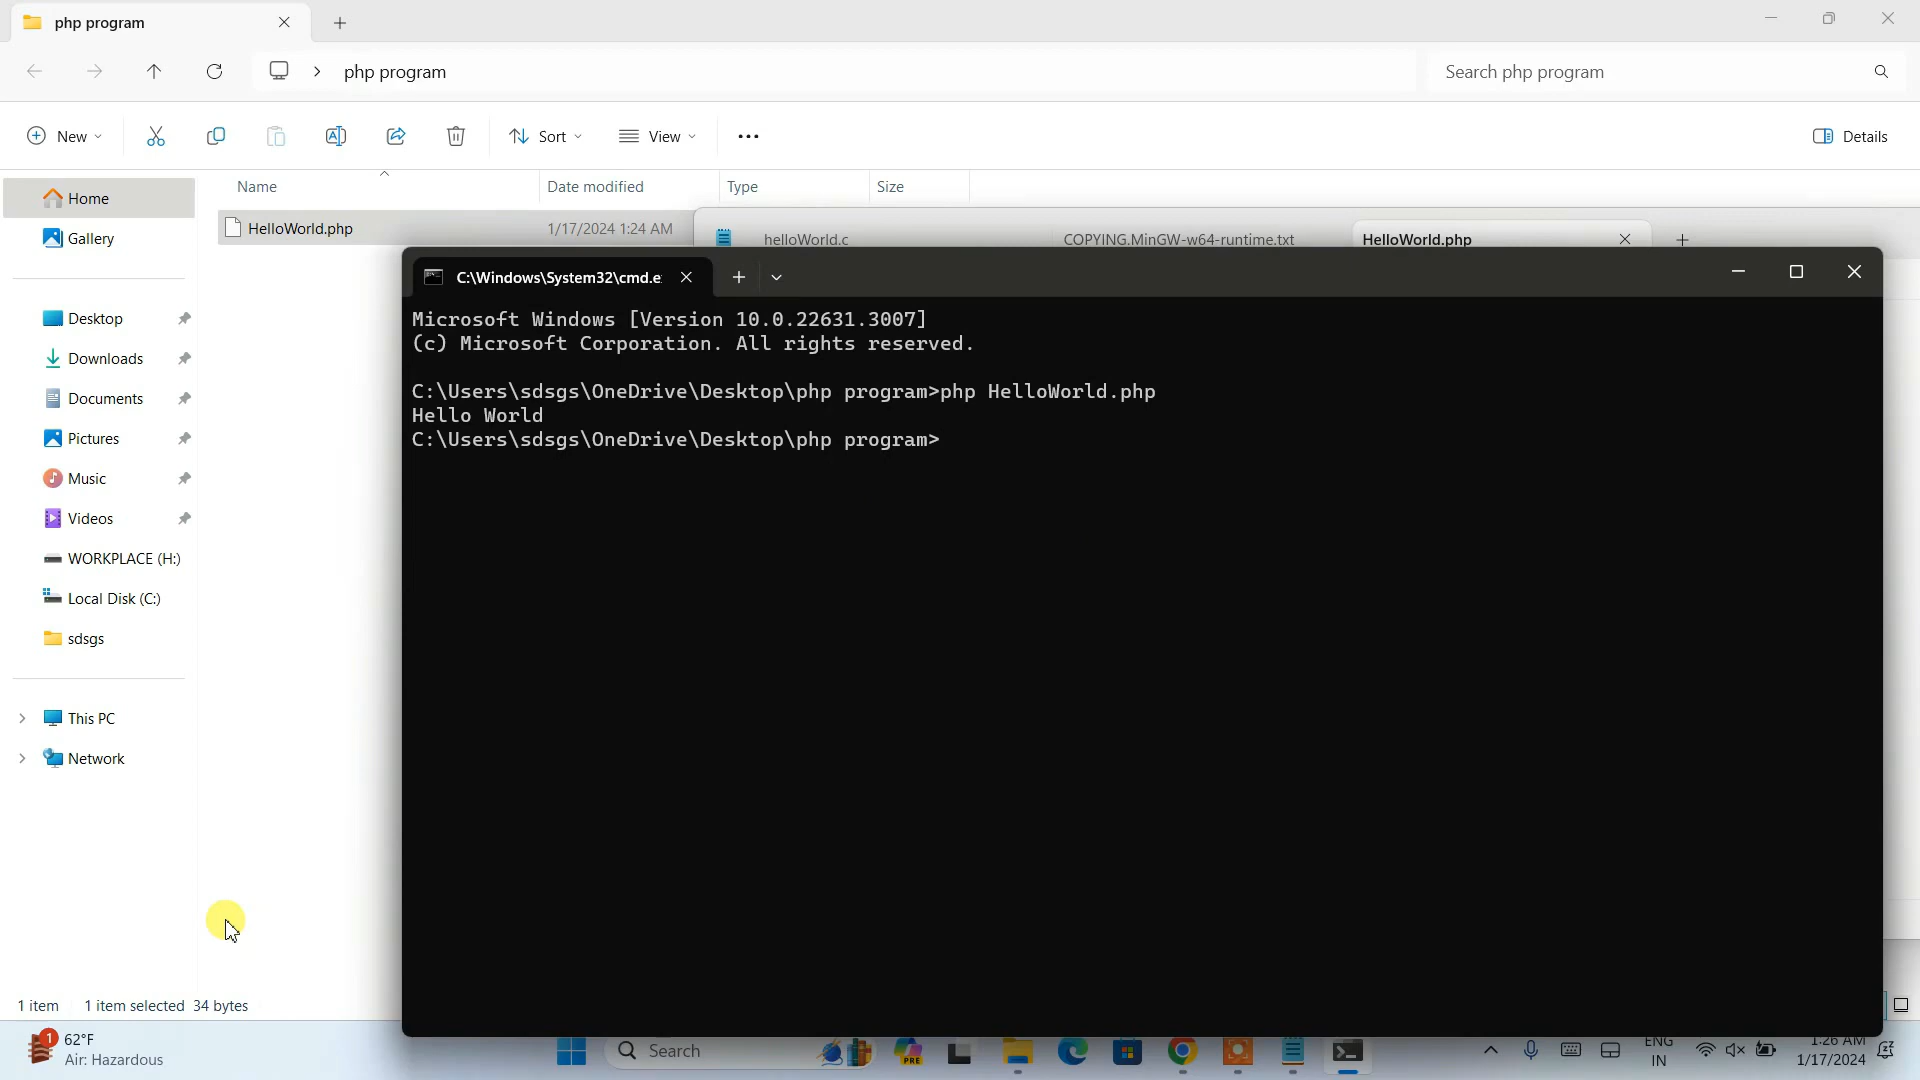 php program
php program
Search php program
New
Sort
View
Details
Name
Date modified
Type
Size
Home
Gallery
Desktop
Downloads
Documents
Pictures
Music
Videos
WORKPLACE (H:)
Local Disk (C:)
sdsgs
This PC
Network
HelloWorld.php
1/17/2024 1:24 AM
helloWorld.c
COPYING.MinGW-w64-runtime.txt
HelloWorld.php
C:\Windows\System32\cmd.e
Microsoft Windows [Version 10.0.22631.3007]
(c) Microsoft Corporation. All rights reserved.
C:\Users\sdsgs\OneDrive\Desktop\php program>php HelloWorld.php
Hello World
C:\Users\sdsgs\OneDrive\Desktop\php program>
1 item
1 item selected 34 bytes
1
62°F
Air: Hazardous
Search
PRE
ENG
IN
1:26 AM
1/17/2024